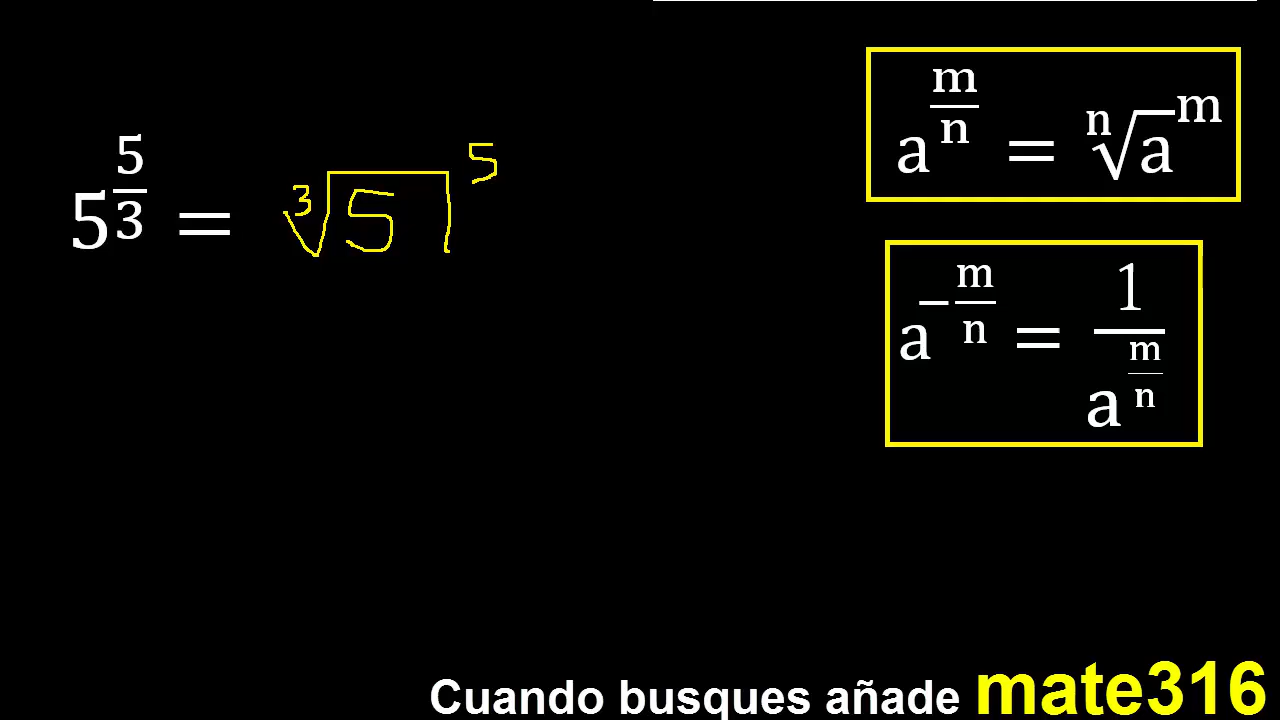 5^(5/3) = ∛5 ^5
a^(m/n) = ⁿ√a^m
a^(−m/n) = 1/a^(m/n)
Cuando busques añade mate316